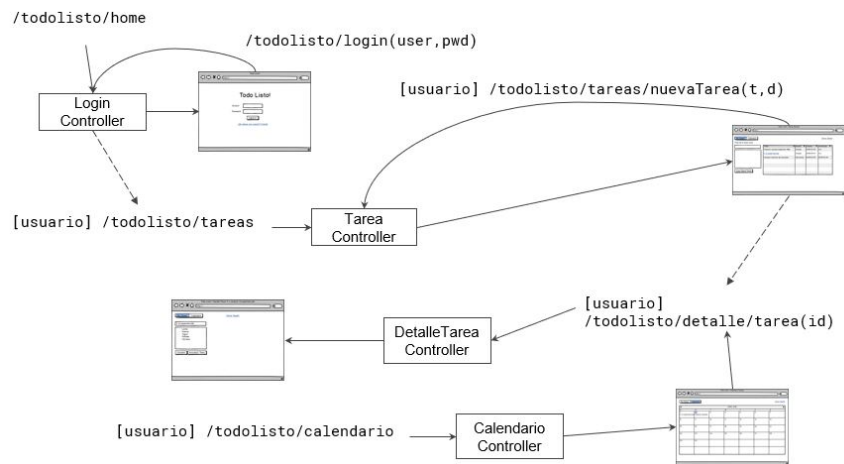 /todolisto/home
/todolisto/login(user,pwd)
Todo Listo!
Login
Controller
[usuario] /todolisto/tareas/nuevaTarea(t,d)
[usuario] /todolisto/tareas
Tarea
Controller
[usuario]
/todolisto/detalle/tarea(id)
DetalleTarea
Controller
[usuario] /todolisto/calendario
Calendario
Controller